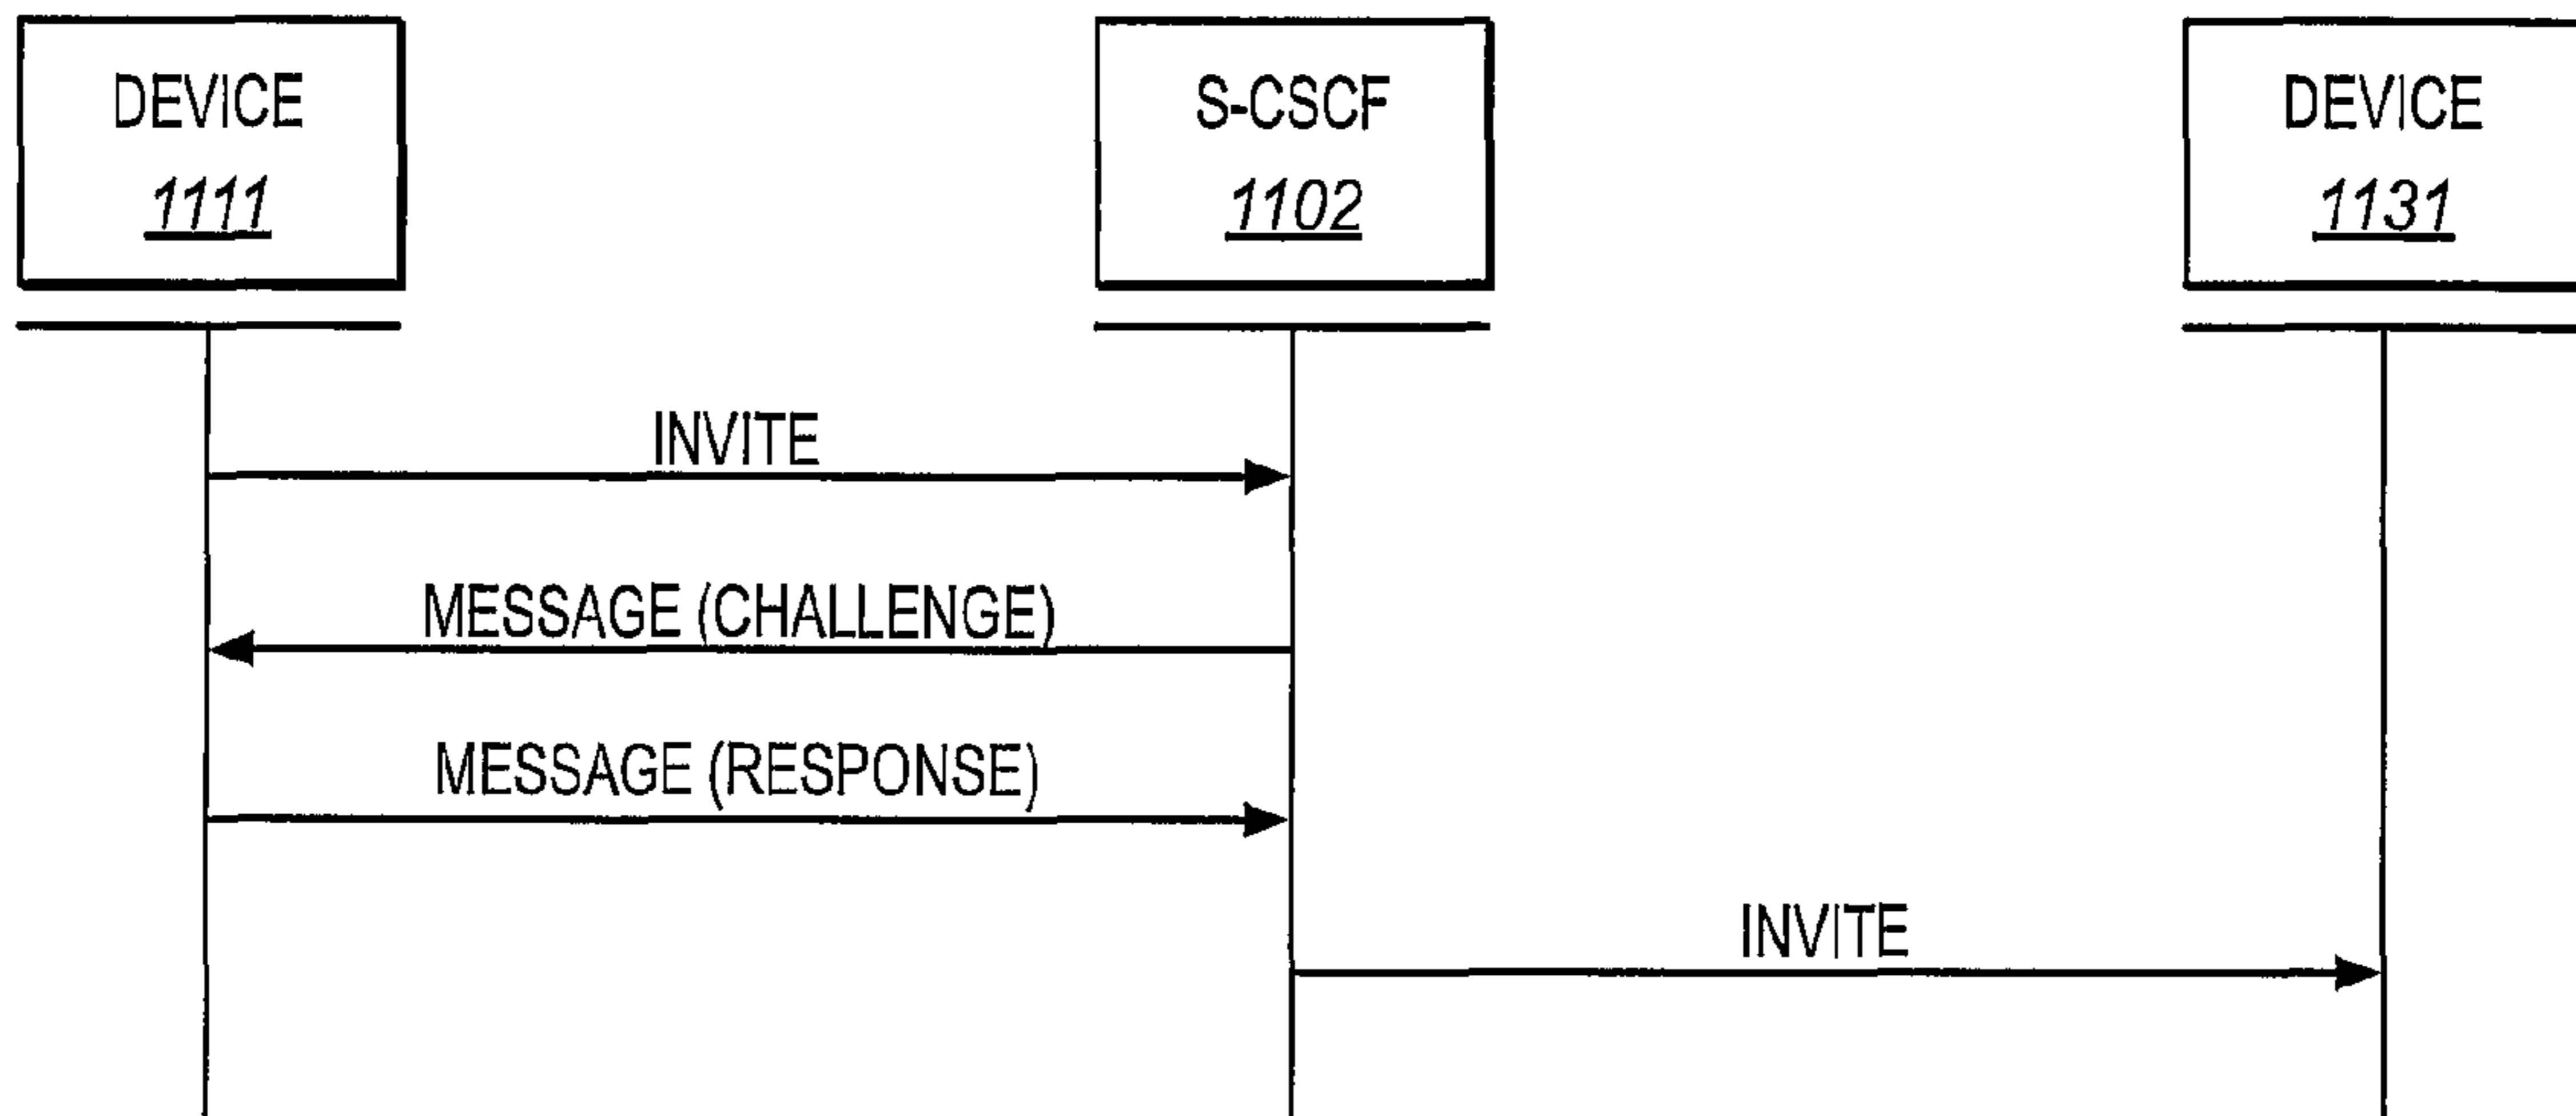 DEVICE
1111
S-CSCF
1102
DEVICE
1131
INVITE
MESSAGE (CHALLENGE)
MESSAGE (RESPONSE)
INVITE